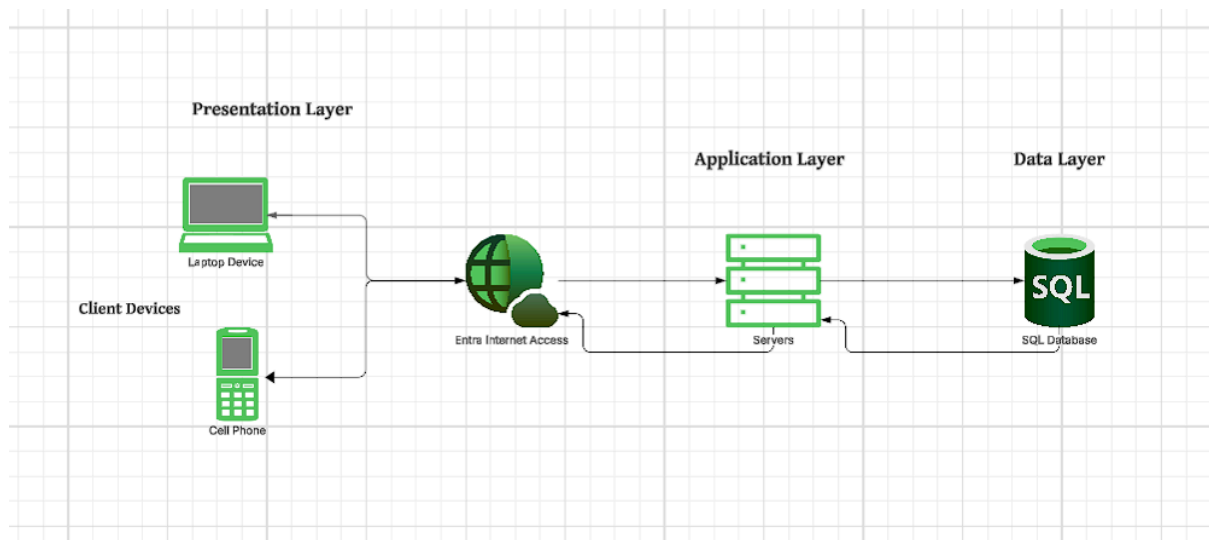 Presentation Layer
Application Layer
Data Layer
Laptop Device
Client Devices
SQL
Entra Internet Access
Servers
SQL Database
Cell Phone